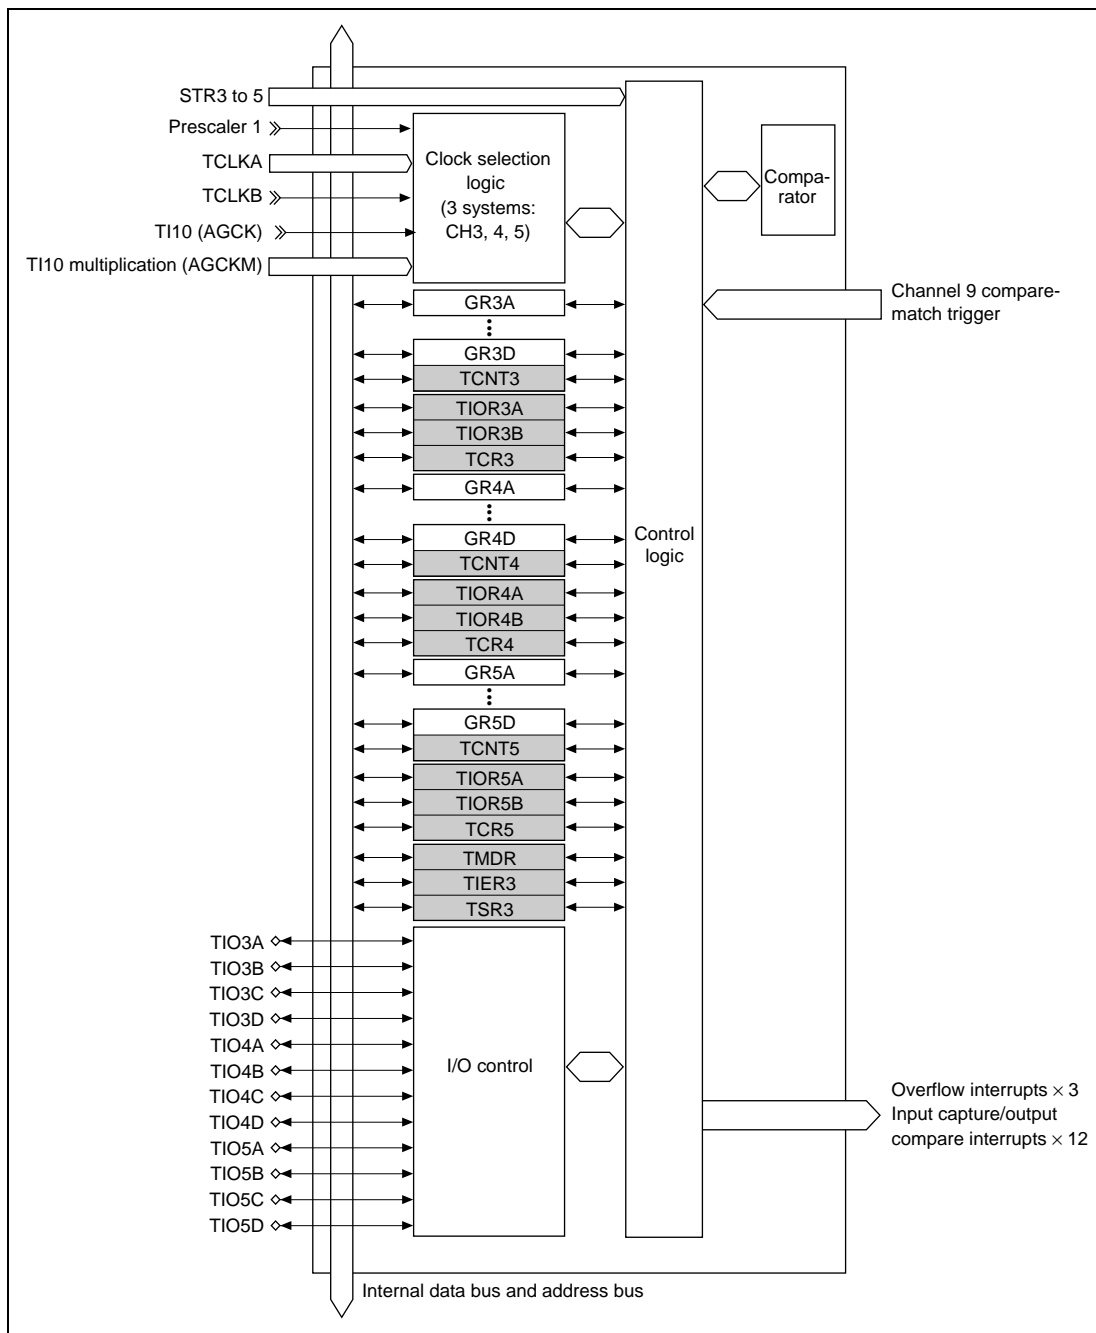 STR3 to 5
Prescaler 1
TCLKA
TCLKB
TI10 (AGCK)
TI10 multiplication (AGCKM)
Clock selection
logic
(3 systems:
CH3, 4, 5)
Compa-
rator
Channel 9 compare-
match trigger
GR3A
GR3D
TCNT3
TIOR3A
TIOR3B
TCR3
GR4A
GR4D
TCNT4
TIOR4A
TIOR4B
TCR4
GR5A
GR5D
TCNT5
TIOR5A
TIOR5B
TCR5
TMDR
TIER3
TSR3
Control
logic
TIO3A
TIO3B
TIO3C
TIO3D
TIO4A
TIO4B
TIO4C
TIO4D
TIO5A
TIO5B
TIO5C
TIO5D
I/O control
Overflow interrupts × 3
Input capture/output
compare interrupts × 12
Internal data bus and address bus